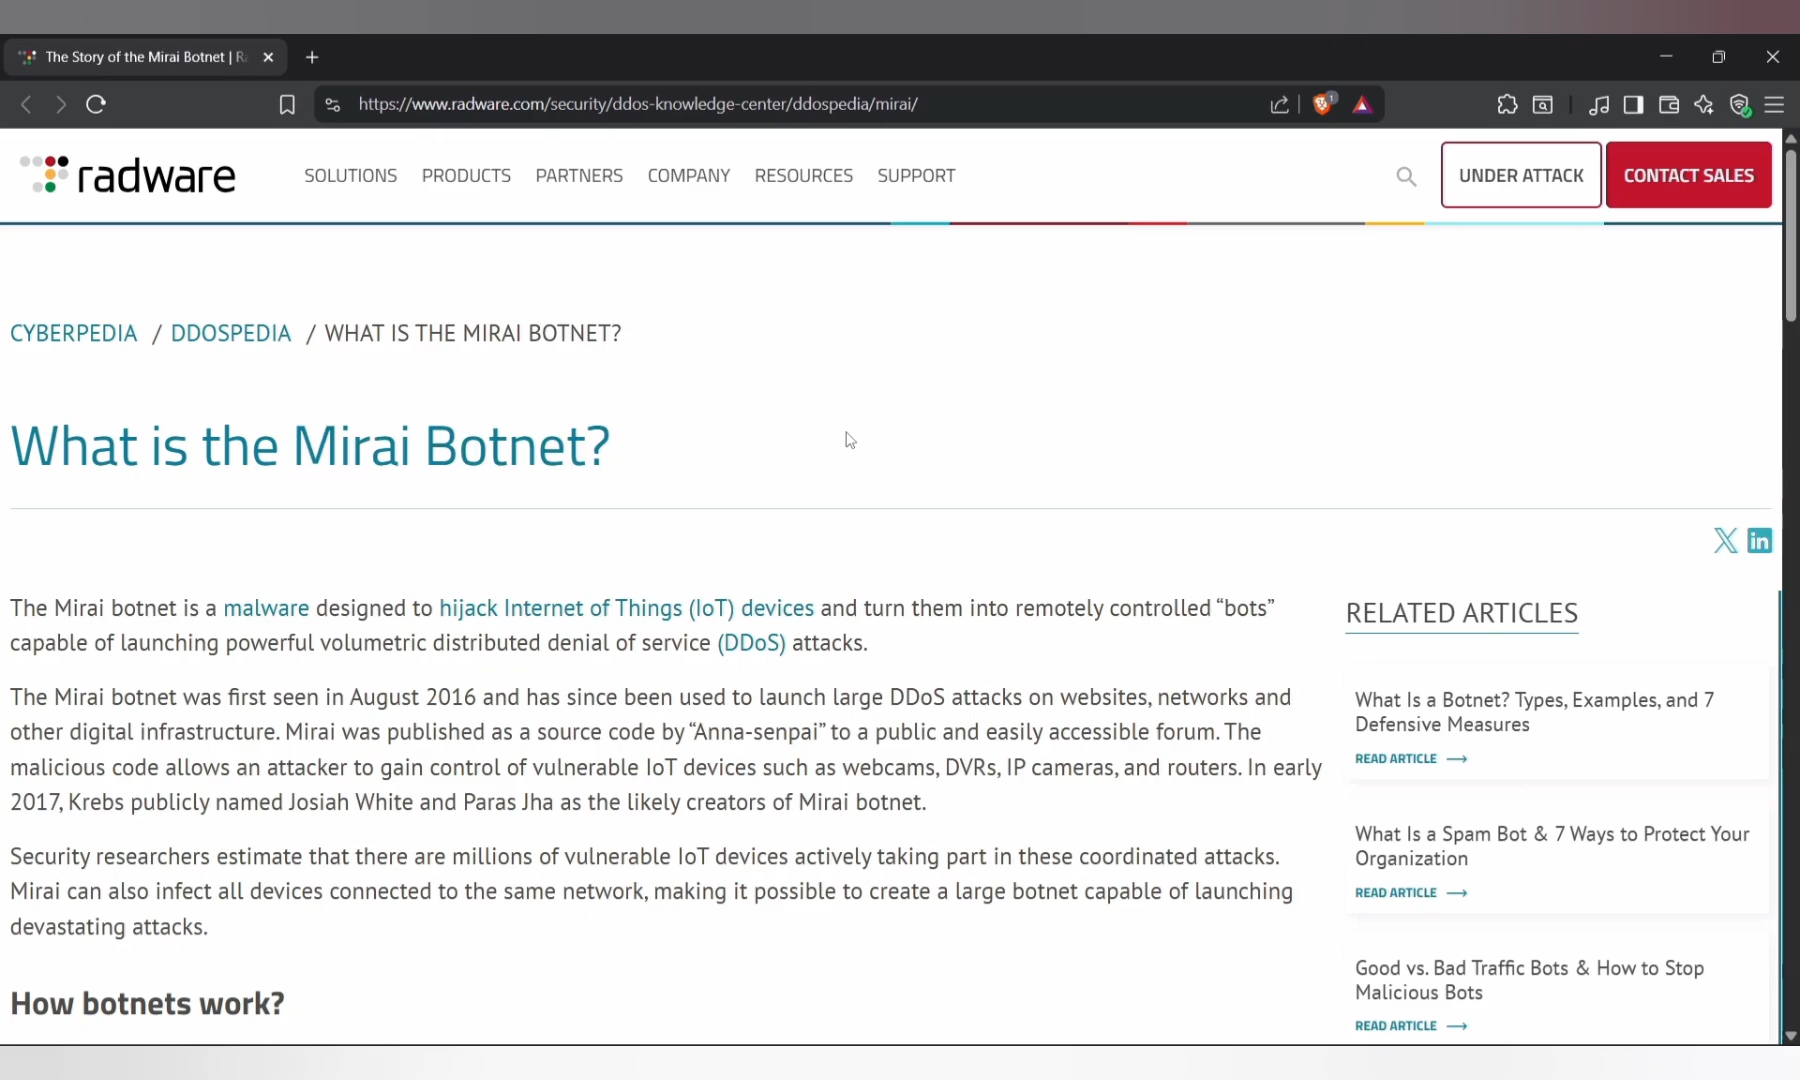 The Story of the Mirai Botnet | Ra
https://www.radware.com/security/ddos-knowledge-center/ddospedia/mirai/
1
radware
SOLUTIONS PRODUCTS PARTNERS COMPANY RESOURCES SUPPORT
UNDER ATTACK
CONTACT SALES
CYBERPEDIA / DDOSPEDIA / WHAT IS THE MIRAI BOTNET?
What is the Mirai Botnet?
The Mirai botnet is a malware designed to hijack Internet of Things (IoT) devices and turn them into remotely controlled “bots”
capable of launching powerful volumetric distributed denial of service (DDoS) attacks.
The Mirai botnet was first seen in August 2016 and has since been used to launch large DDoS attacks on websites, networks and
other digital infrastructure. Mirai was published as a source code by “Anna-senpai” to a public and easily accessible forum. The
malicious code allows an attacker to gain control of vulnerable IoT devices such as webcams, DVRs, IP cameras, and routers. In early
2017, Krebs publicly named Josiah White and Paras Jha as the likely creators of Mirai botnet.
Security researchers estimate that there are millions of vulnerable IoT devices actively taking part in these coordinated attacks.
Mirai can also infect all devices connected to the same network, making it possible to create a large botnet capable of launching
devastating attacks.
How botnets work?
in
RELATED ARTICLES
What Is a Botnet? Types, Examples, and 7
Defensive Measures
READ ARTICLE
What Is a Spam Bot & 7 Ways to Protect Your
Organization
READ ARTICLE
Good vs. Bad Traffic Bots & How to Stop
Malicious Bots
READ ARTICLE